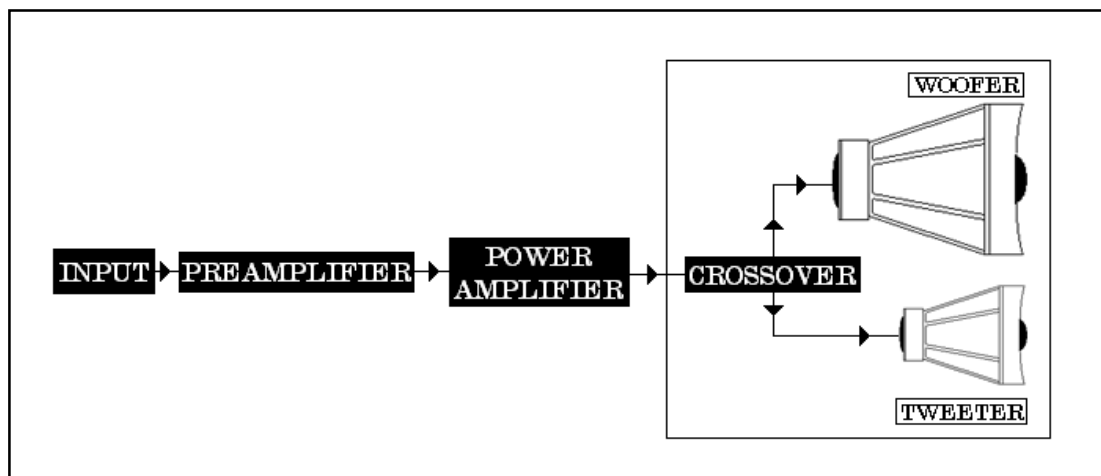 WOOFER
INPUT
PREAMPLIFIER
POWER
AMPLIFIER
CROSSOVER
TWEETER